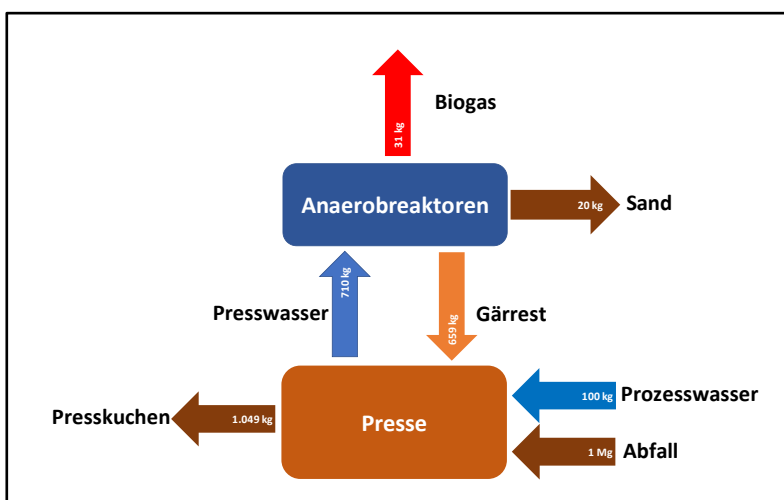 Biogas
31 kg
Anaerobreaktoren
20 kg
Sand
Presswasser
710 kg
659 kg
Gärrest
Presskuchen
1.049 kg
Presse
100 kg
Prozesswasser
1 Mg
Abfall